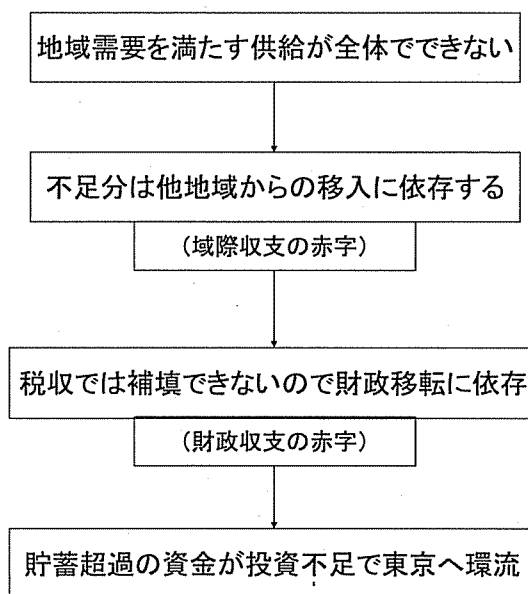 地域需要を満たす供給が全体でできない
不足分は他地域からの移入に依存する
(域際収支の赤字)
税収では補填できないので財政移転に依存
(財政収支の赤字)
貯蓄超過の資金が投資不足で東京へ環流